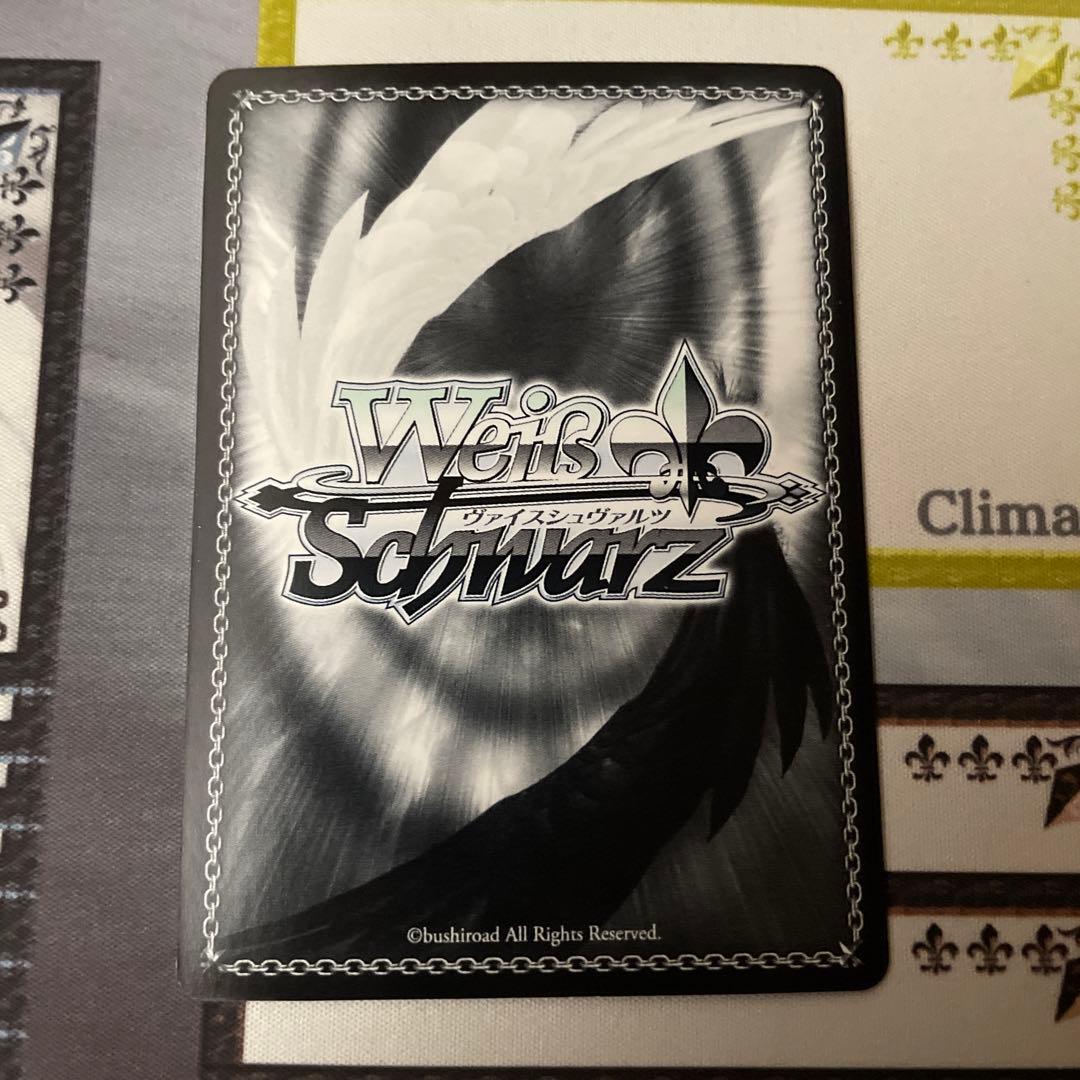 Weiß
ヴァイスシュヴァルツ
Schwarz
©bushiroad All Rights Reserved.
Clima